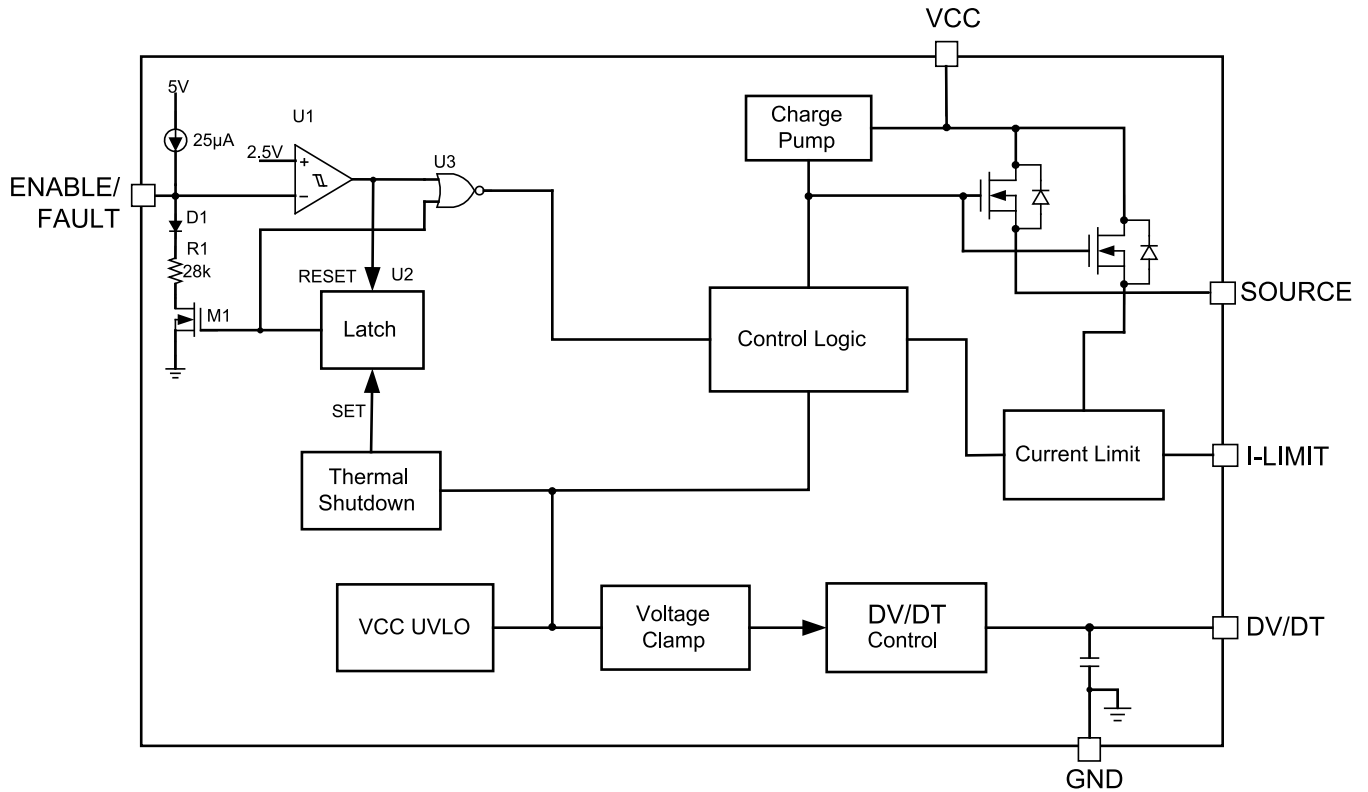 VCC
5V
U1
25µA
2.5V
+
−
U3
Charge
Pump
ENABLE/
FAULT
D1
R1
28k
M1
RESET
U2
Latch
SET
Control Logic
SOURCE
Thermal
Shutdown
Current Limit
I-LIMIT
VCC UVLO
Voltage
Clamp
DV/DT
Control
DV/DT
GND